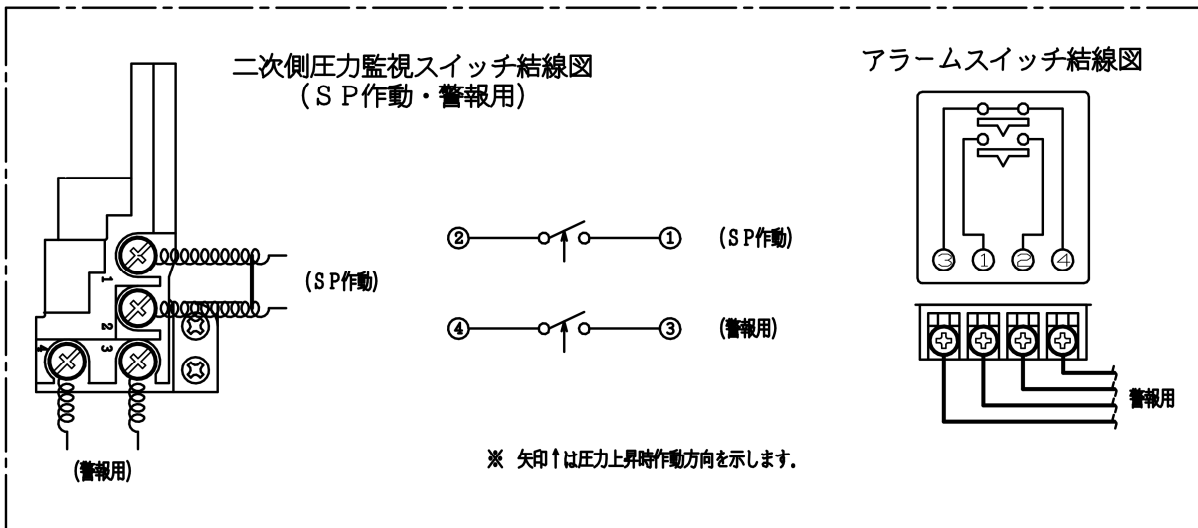 二次側圧力監視スイッチ結線図
(SP作動・警報用)
アラームスイッチ結線図
1
2
3
4
(SP作動)
(警報用)
② ① (SP作動)
④ ③ (警報用)
③ ① ② ④
警報用
※ 矢印↑は圧力上昇時作動方向を示します.